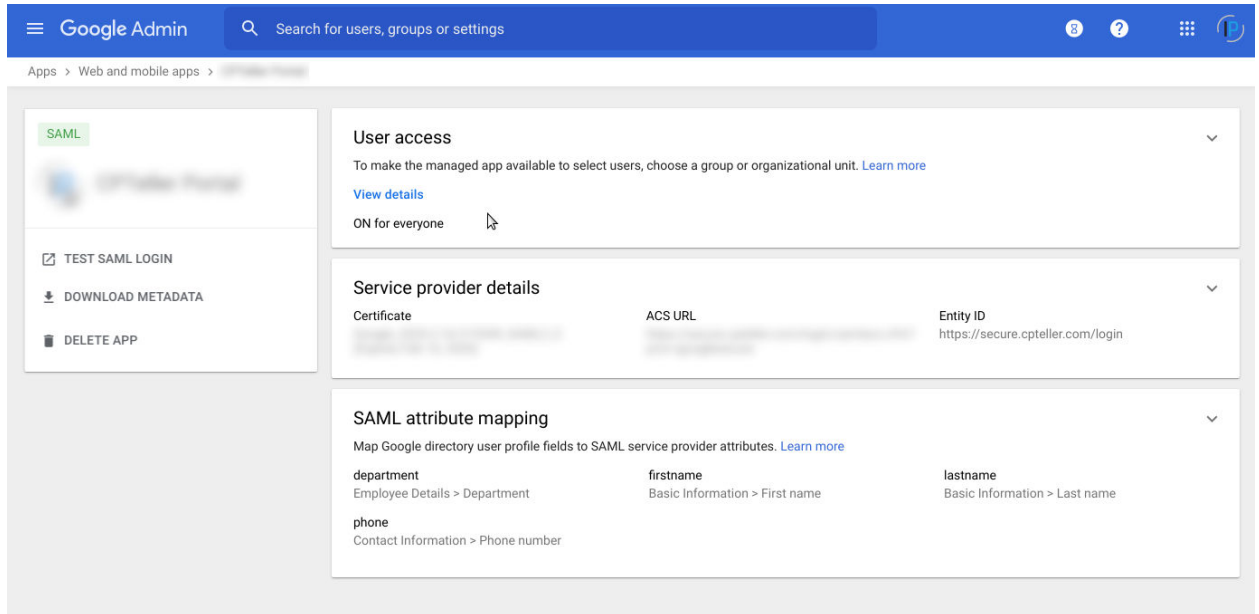 Google Admin
Search for users, groups or settings
Apps > Web and mobile apps >
SAML
TEST SAML LOGIN
DOWNLOAD METADATA
DELETE APP
User access
To make the managed app available to select users, choose a group or organizational unit. Learn more
View details
ON for everyone
Service provider details
Certificate
ACS URL
Entity ID
https://secure.cpteller.com/login
SAML attribute mapping
Map Google directory user profile fields to SAML service provider attributes. Learn more
department
Employee Details > Department
firstname
Basic Information > First name
lastname
Basic Information > Last name
phone
Contact Information > Phone number